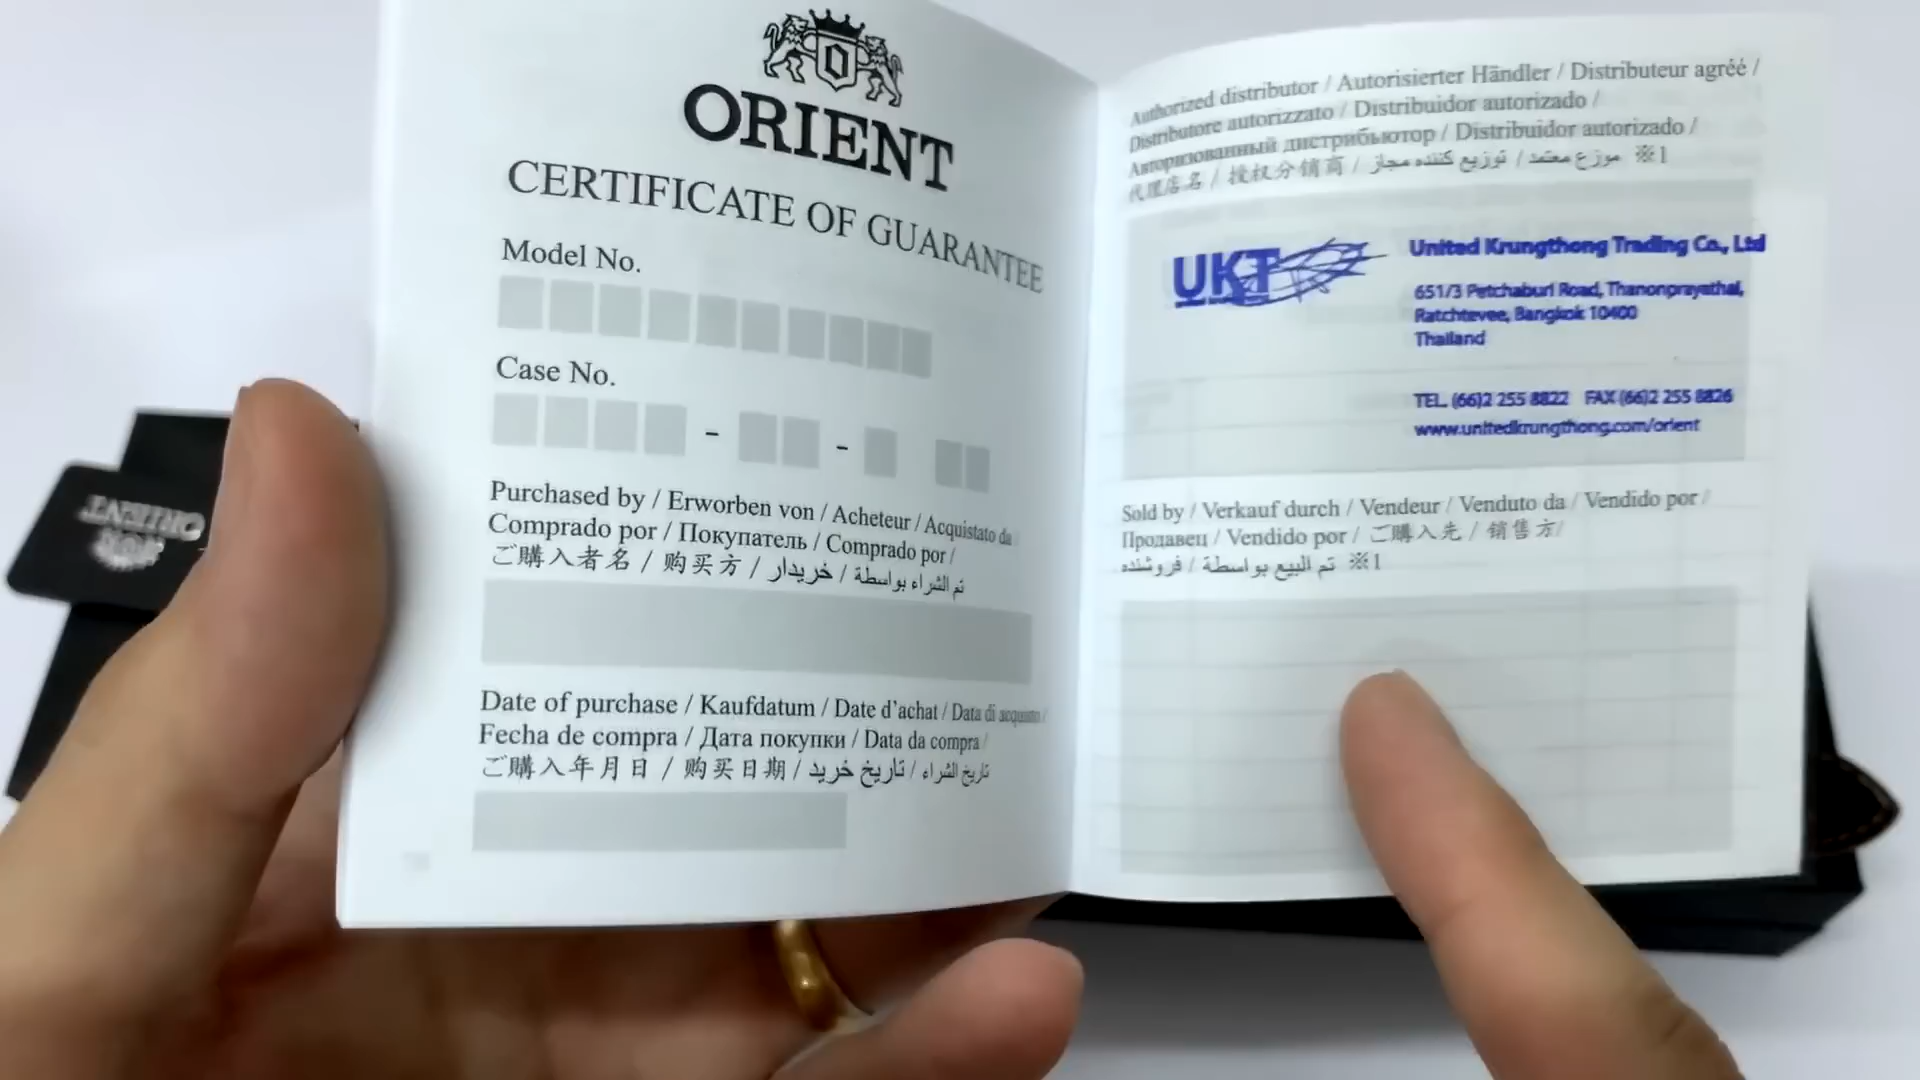 ORIENT
CERTIFICATE OF GUARANTEE
Model No.
Case No.
- -
Purchased by / Erworben von / Acheteur / Acquistato da
Comprado por / Покупатель / Comprado por /
ご購入者名 / 购买方 / خریدار / تم الشراء بواسطة
Date of purchase / Kaufdatum / Date d'achat / Data di acquisto /
Fecha de compra / Дата покупки / Data da compra /
ご購入年月日 / 购买日期 / تاریخ خرید / تاريخ الشراء
Authorized distributor / Autorisierter Händler / Distributeur agréé /
Distributore autorizzato / Distribuidor autorizado /
Авторизованный дистрибьютор / Distribuidor autorizado /
代理店名 / 授权分销商 / توزیع کننده مجاز / موزع معتمد ※1
UKT
United Krungthong Trading Co., Ltd
651/3 Petchaburi Road, Thanonprayathai,
Ratchtevee, Bangkok 10400
Thailand
TEL. (66)2 255 8822 FAX (66)2 255 8826
www.unitedkrungthong.com/orient
Sold by / Verkauf durch / Vendeur / Venduto da / Vendido por /
Продавец / Vendido por / ご購入先 / 销售方/
فروشنده / تم البيع بواسطة ※1
ORIENT